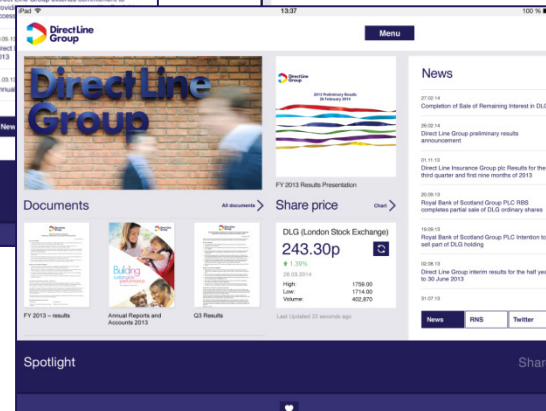 iPad
13:37
100 %
DirectLine
Group
Menu
Direct Line
Group
DirectLine
Group
2013 Preliminary Results
26 February 2014
FY 2013 Results Presentation
News
27.02.14
Completion of Sale of Remaining Interest in DLG
26.02.14
Direct Line Group preliminary results
announcement
01.11.13
Direct Line Insurance Group plc Results for the
third quarter and first nine months of 2013
20.09.13
Royal Bank of Scotland Group PLC RBS
completes partial sale of DLG ordinary shares
19.09.13
Royal Bank of Scotland Group PLC Intention to
sell part of DLG holding
02.08.13
Direct Line Group interim results for the half year
to 30 June 2013
31.07.13
News
RNS
Twitter
Documents
All documents
Building
performance
FY 2013 – results
Annual Reports and
Accounts 2013
Q3 Results
Share price
Chart
DLG (London Stock Exchange)
243.30p
1.39%
28.03.2014
High: 1759.00
Low: 1714.00
Volume: 402,870
Last Updated 23 seconds ago
Spotlight
Shar